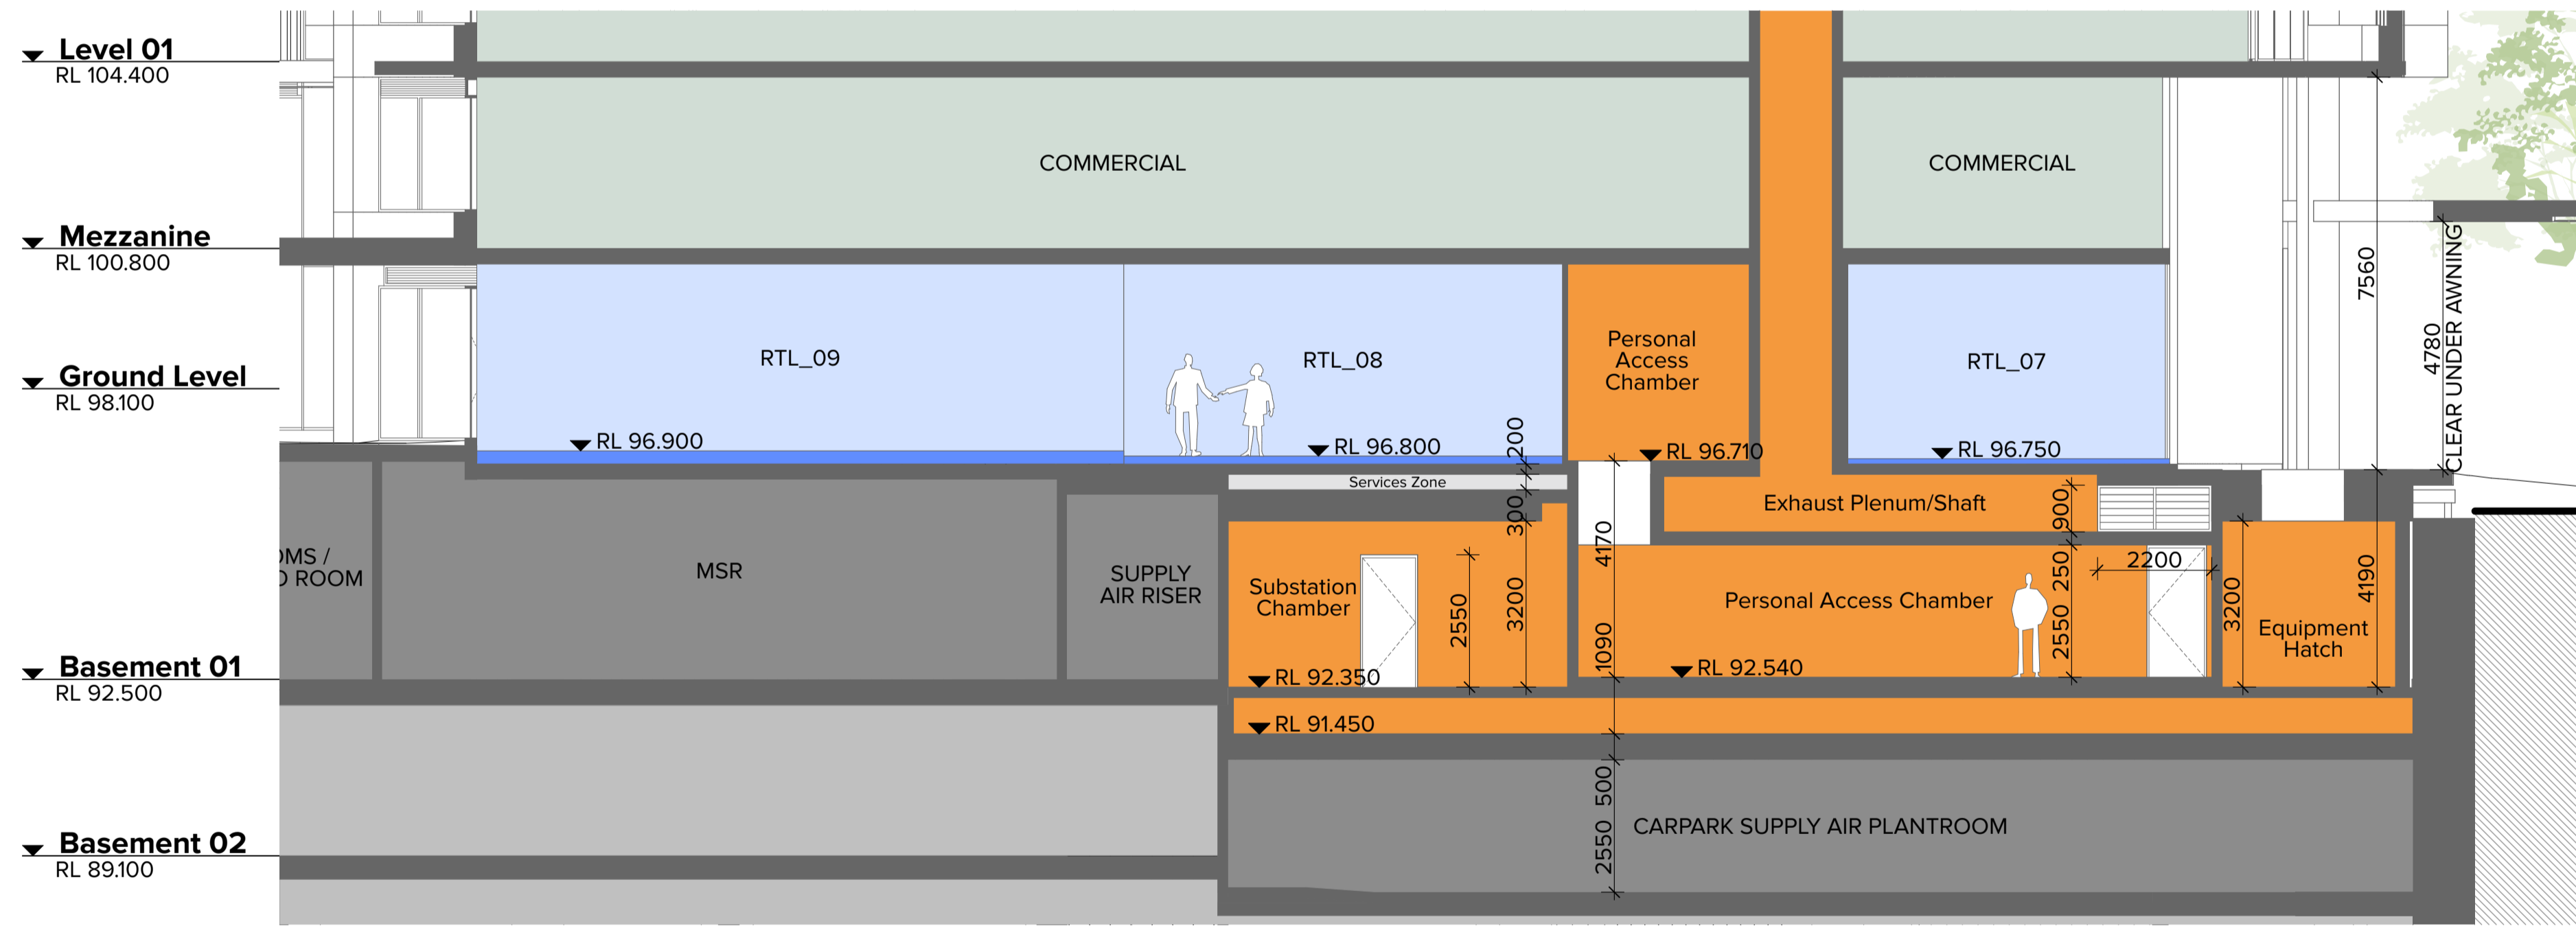 Level 01
RL 104.400
COMMERCIAL
COMMERCIAL
Mezzanine
RL 100.800
7560
4780
CLEAR UNDER AWNING
Ground Level
RL 98.100
RTL_09
RTL_08
Personal
Access
Chamber
RTL_07
RL 96.900
RL 96.800
200
RL 96.710
RL 96.750
Services Zone
Exhaust Plenum/Shaft
300
4170
900
OMS /
O ROOM
MSR
SUPPLY
AIR RISER
Substation
Chamber
2550
3200
1090
Personal Access Chamber
250
2550
2200
3200
4190
Equipment
Hatch
Basement 01
RL 92.500
RL 92.350
RL 92.540
RL 91.450
500
2550
CARPARK SUPPLY AIR PLANTROOM
Basement 02
RL 89.100